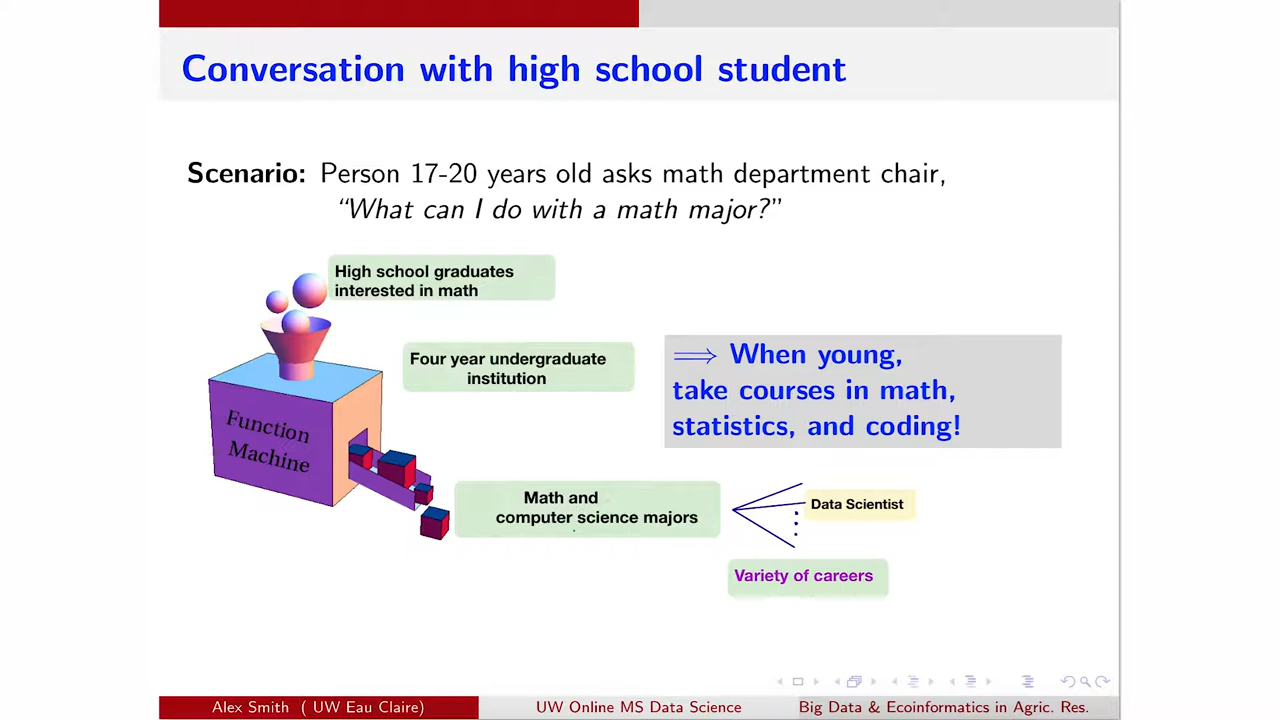 Conversation with high school student
Scenario: Person 17-20 years old asks math department chair,
“What can I do with a math major?”
High school graduates
interested in math
Four year undergraduate
institution
Function
Machine
⟹ When young,
take courses in math,
statistics, and coding!
Math and
computer science majors
Data Scientist
Variety of careers
Alex Smith ( UW Eau Claire)
UW Online MS Data Science
Big Data & Ecoinformatics in Agric. Res.